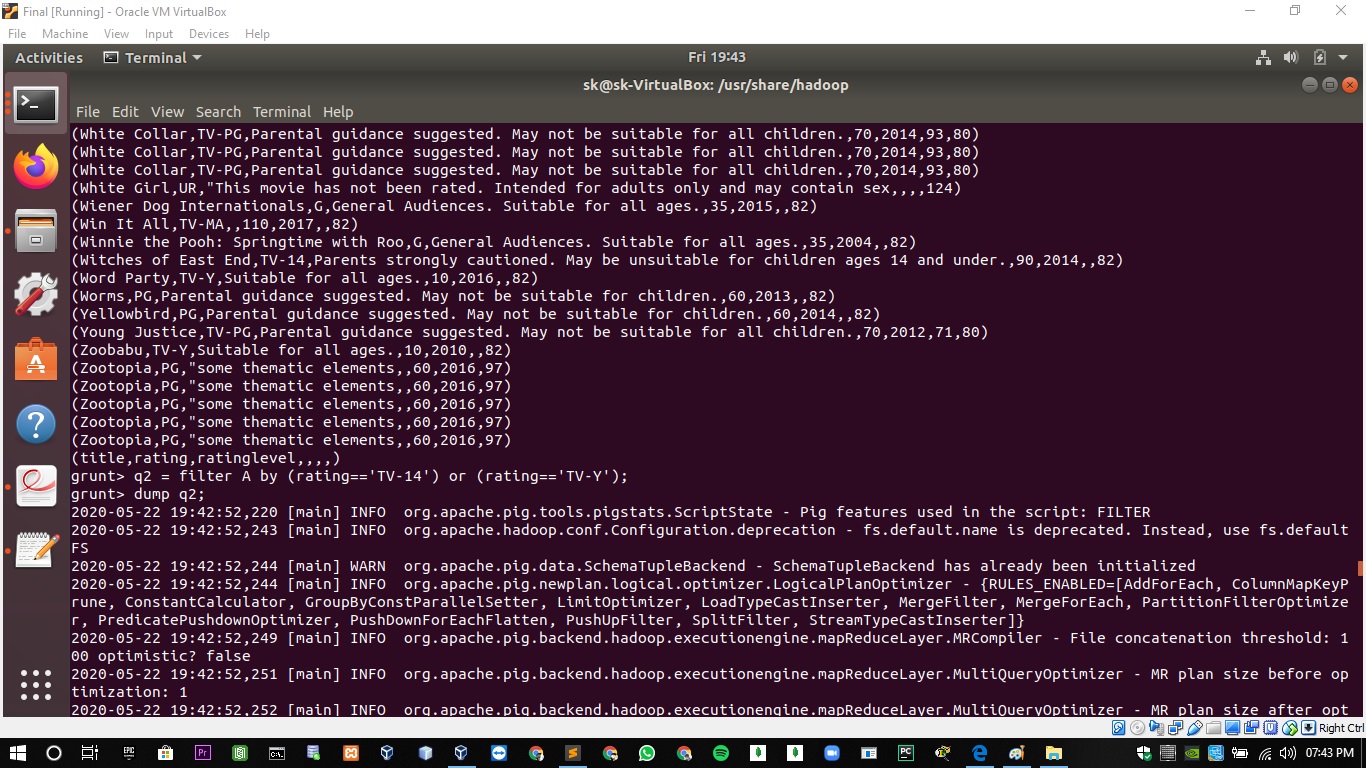 Final [Running] - Oracle VM VirtualBox
File Machine View Input Devices Help
Activities Terminal Fri 19:43
sk@sk-VirtualBox: /usr/share/hadoop
File Edit View Search Terminal Help
(White Collar,TV-PG,Parental guidance suggested. May not be suitable for all children.,70,2014,93,80)
(White Collar,TV-PG,Parental guidance suggested. May not be suitable for all children.,70,2014,93,80)
(White Collar,TV-PG,Parental guidance suggested. May not be suitable for all children.,70,2014,93,80)
(White Girl,UR,"This movie has not been rated. Intended for adults only and may contain sex,,,,124)
(Wiener Dog Internationals,G,General Audiences. Suitable for all ages.,35,2015,,82)
(Win It All,TV-MA,,110,2017,,82)
(Winnie the Pooh: Springtime with Roo,G,General Audiences. Suitable for all ages.,35,2004,,82)
(Witches of East End,TV-14,Parents strongly cautioned. May be unsuitable for children ages 14 and under.,90,2014,,82)
(Word Party,TV-Y,Suitable for all ages.,10,2016,,82)
(Worms,PG,Parental guidance suggested. May not be suitable for children.,60,2013,,82)
(Yellowbird,PG,Parental guidance suggested. May not be suitable for children.,60,2014,,82)
(Young Justice,TV-PG,Parental guidance suggested. May not be suitable for all children.,70,2012,71,80)
(Zoobabu,TV-Y,Suitable for all ages.,10,2010,,82)
(Zootopia,PG,"some thematic elements,,60,2016,97)
(Zootopia,PG,"some thematic elements,,60,2016,97)
(Zootopia,PG,"some thematic elements,,60,2016,97)
(Zootopia,PG,"some thematic elements,,60,2016,97)
(Zootopia,PG,"some thematic elements,,60,2016,97)
(title,rating,ratinglevel,,,,)
grunt> q2 = filter A by (rating=='TV-14') or (rating=='TV-Y');
grunt> dump q2;
2020-05-22 19:42:52,220 [main] INFO  org.apache.pig.tools.pigstats.ScriptState - Pig features used in the script: FILTER
2020-05-22 19:42:52,243 [main] INFO  org.apache.hadoop.conf.Configuration.deprecation - fs.default.name is deprecated. Instead, use fs.default
FS
2020-05-22 19:42:52,244 [main] WARN  org.apache.pig.data.SchemaTupleBackend - SchemaTupleBackend has already been initialized
2020-05-22 19:42:52,244 [main] INFO  org.apache.pig.newplan.logical.optimizer.LogicalPlanOptimizer - {RULES_ENABLED=[AddForEach, ColumnMapKeyP
rune, ConstantCalculator, GroupByConstParallelSetter, LimitOptimizer, LoadTypeCastInserter, MergeFilter, MergeForEach, PartitionFilterOptimize
r, PredicatePushdownOptimizer, PushDownForEachFlatten, PushUpFilter, SplitFilter, StreamTypeCastInserter]}
2020-05-22 19:42:52,249 [main] INFO  org.apache.pig.backend.hadoop.executionengine.mapReduceLayer.MRCompiler - File concatenation threshold: 1
00 optimistic? false
2020-05-22 19:42:52,251 [main] INFO  org.apache.pig.backend.hadoop.executionengine.mapReduceLayer.MultiQueryOptimizer - MR plan size before op
timization: 1
2020-05-22 19:42:52,252 [main] INFO  org.apache.pig.backend.hadoop.executionengine.mapReduceLayer.MultiQueryOptimizer - MR plan size after opt
Right Ctrl
EPIC GAMES Pr PC 07:43 PM